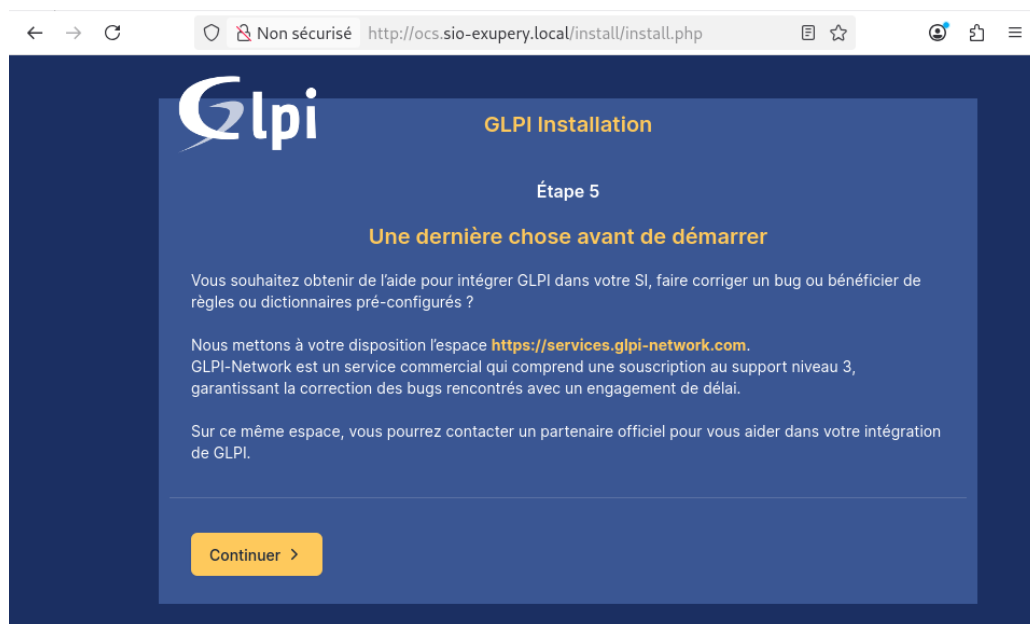 Non sécurisé http://ocs.sio-exupery.local/install/install.php
Glpi
GLPI Installation
Étape 5
Une dernière chose avant de démarrer
Vous souhaitez obtenir de l'aide pour intégrer GLPI dans votre SI, faire corriger un bug ou bénéficier de
règles ou dictionnaires pré-configurés ?
Nous mettons à votre disposition l'espace https://services.glpi-network.com.
GLPI-Network est un service commercial qui comprend une souscription au support niveau 3,
garantissant la correction des bugs rencontrés avec un engagement de délai.
Sur ce même espace, vous pourrez contacter un partenaire officiel pour vous aider dans votre intégration
de GLPI.
Continuer